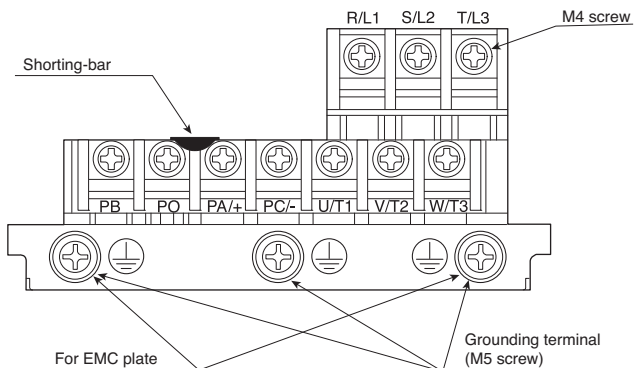 R/L1 S/L2 T/L3
M4 screw
Shorting-bar
PB PO PA/+ PC/- U/T1 V/T2 W/T3
For EMC plate
Grounding terminal
(M5 screw)